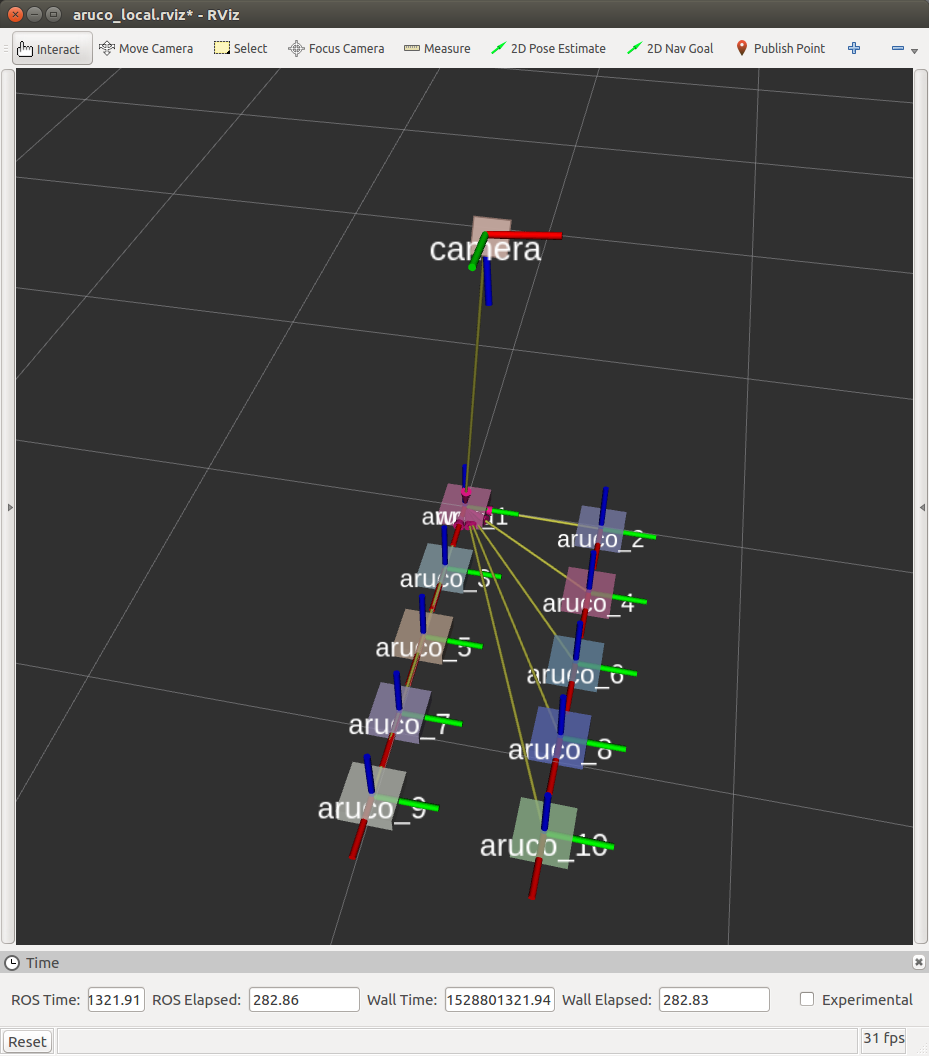 aruco_local.rviz* - RViz
Interact Move Camera Select Focus Camera Measure 2D Pose Estimate 2D Nav Goal Publish Point
camera
aruco_2
aruco_3
aruco_4
aruco_5
aruco_6
aruco_7
aruco_8
aruco_9
aruco_10
Time
ROS Time: 1321.91 ROS Elapsed: 282.86 Wall Time: 1528801321.94 Wall Elapsed: 282.83 Experimental
Reset 31 fps